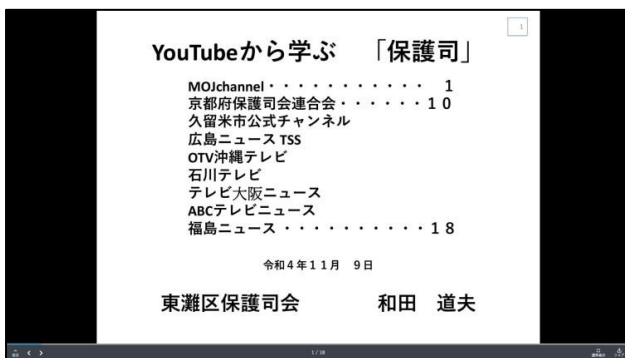 1
YouTubeから学ぶ 「保護司」
MOJchannel・・・・・・・・・・・ 1
京都府保護司会連合会・・・・・・10
久留米市公式チャンネル
広島ニュース TSS
OTV沖縄テレビ
石川テレビ
テレビ大阪ニュース
ABCテレビニュース
福島ニュース・・・・・・・・・・18
令和4年11月 9日
東灘区保護司会 和田 道夫
1 / 18